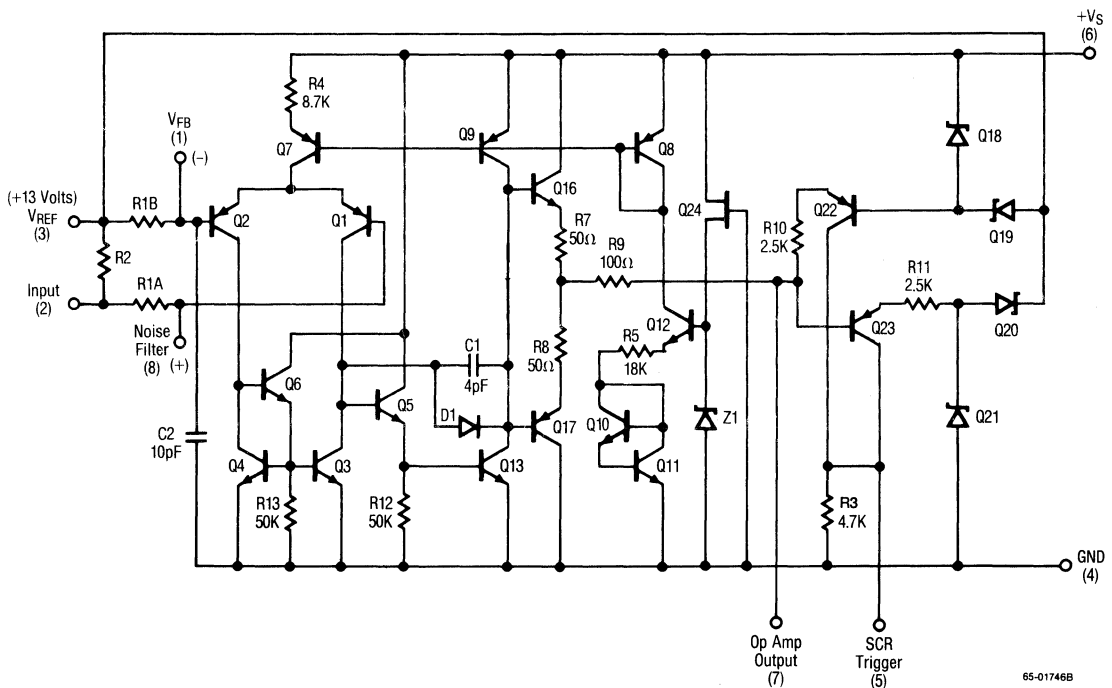 +VS
(6)
R4
8.7K
VFB
(1)
(-)
Q7
Q9
Q8
Q18
(+13 Volts)
VREF
(3)
R1B
Q2
Q1
Q16
Q24
Q22
Q19
R7
50Ω
R9
100Ω
R10
2.5K
R2
R11
2.5K
Input
(2)
R1A
Noise
Filter
(8)
(+)
Q12
Q23
Q20
R5
18K
C1
4pF
R8
50Ω
Q6
Q5
D1
Q17
Q10
Z1
Q21
C2
10pF
Q4
Q3
Q13
Q11
R13
50K
R12
50K
R3
4.7K
GND
(4)
Op Amp
Output
(7)
SCR
Trigger
(5)
65-01746B